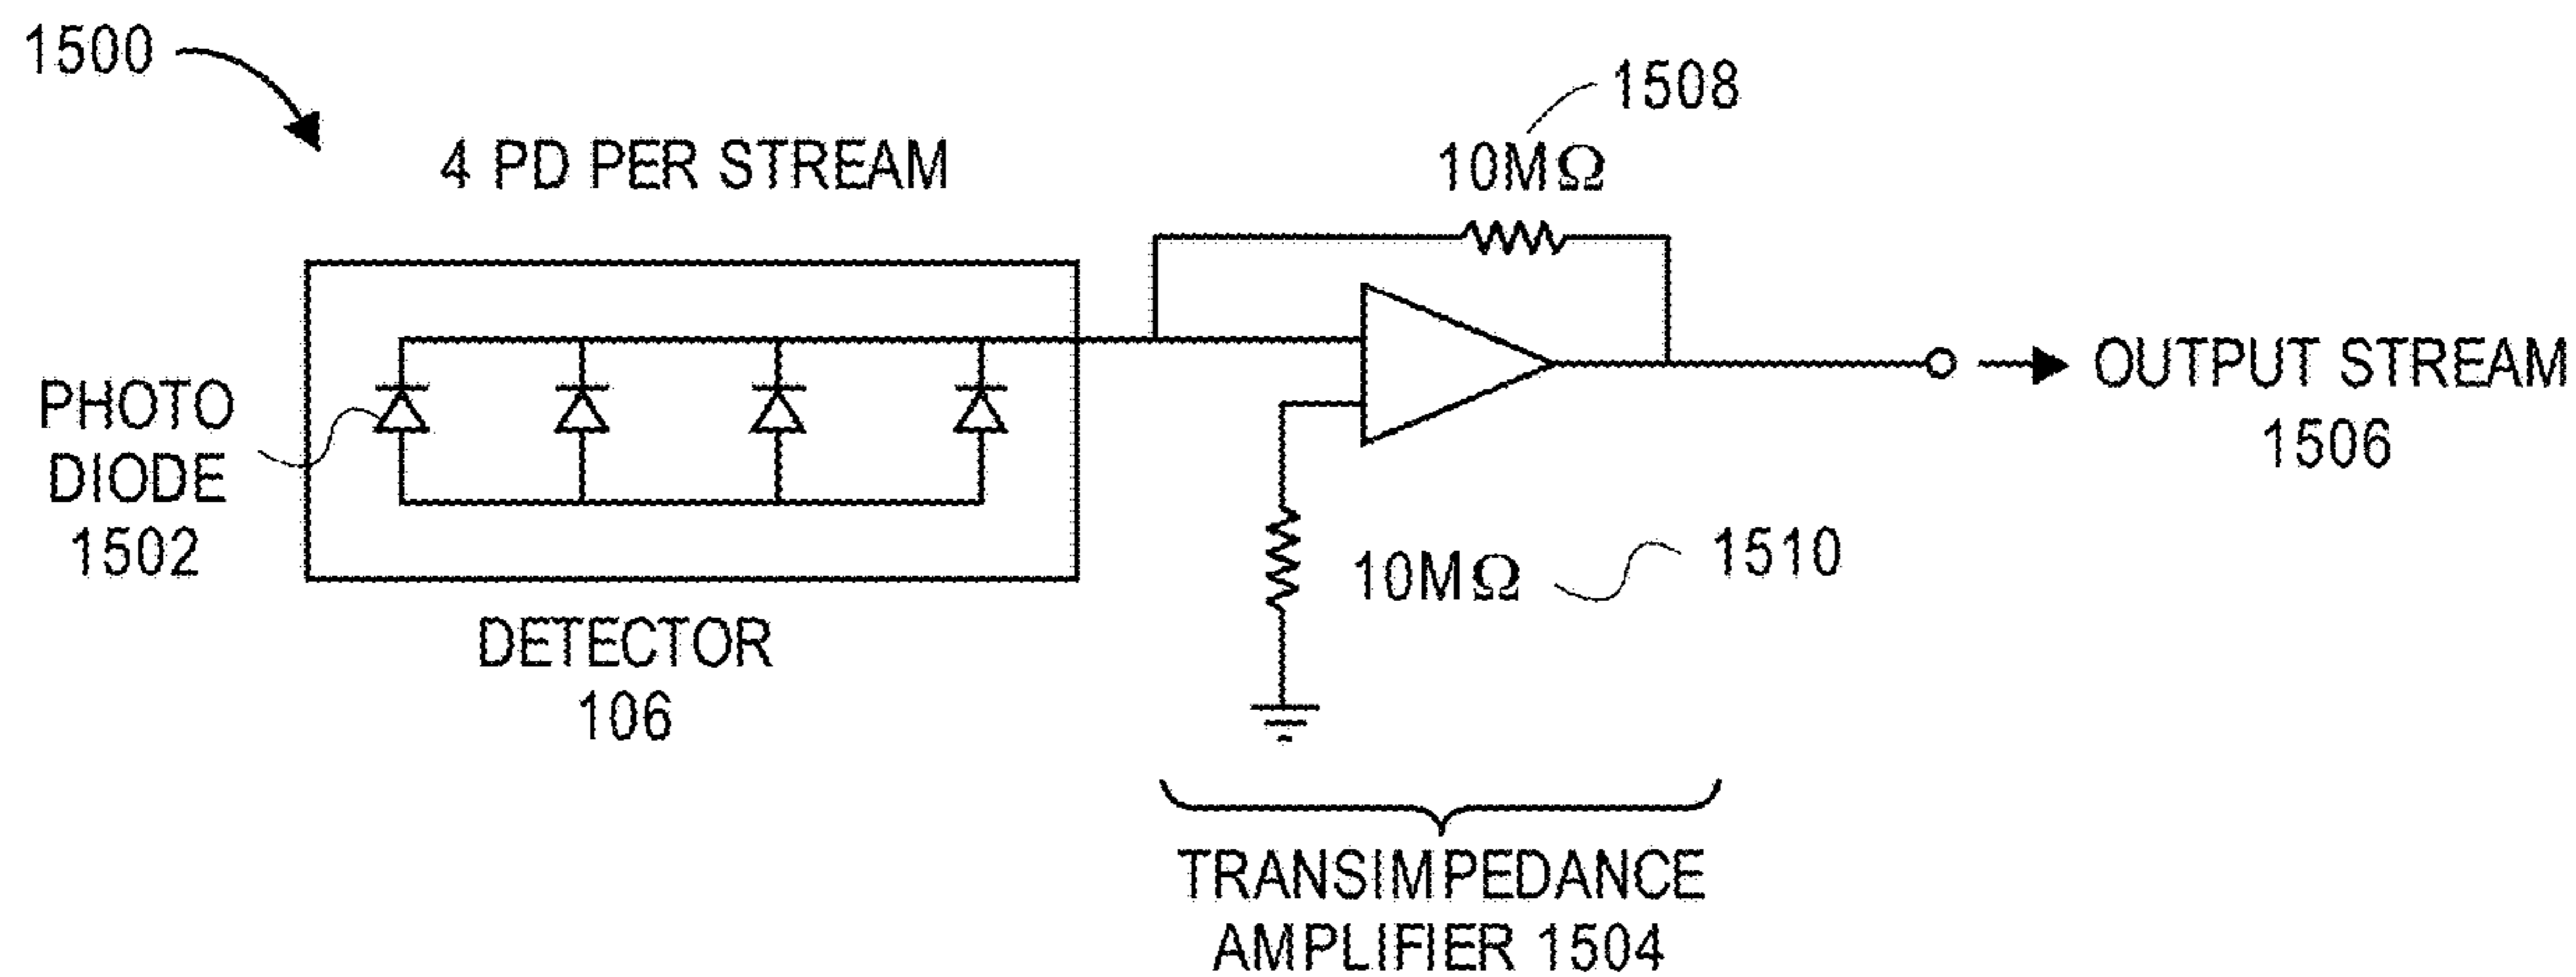 1500
1508
4 PD PER STREAM
10MΩ
PHOTO
DIODE
1502
OUTPUT STREAM
1506
10MΩ
1510
DETECTOR
106
TRANSIMPEDANCE
AMPLIFIER 1504